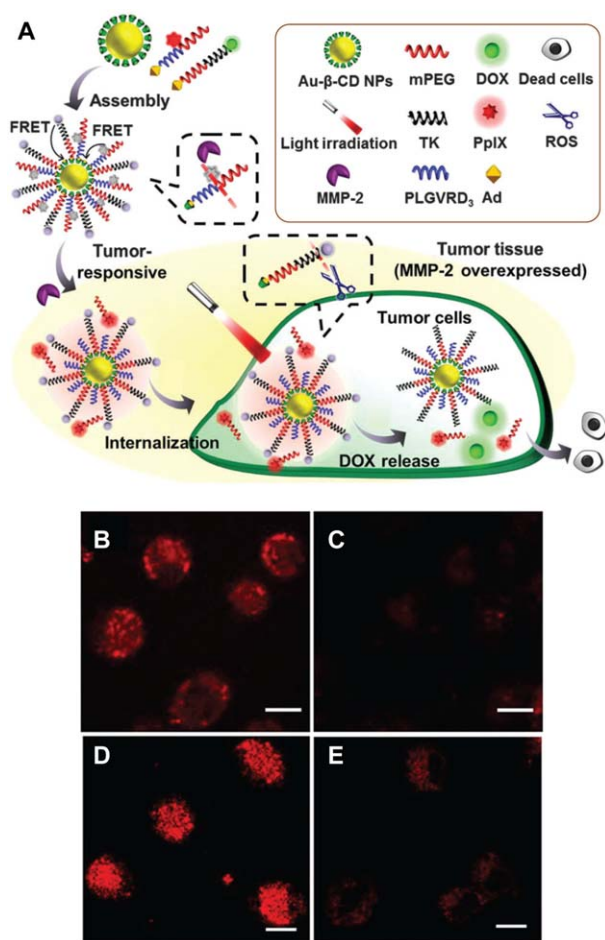 A
Assembly
FRET
FRET
Tumor-
responsive
Internalization
DOX release
Tumor cells
Tumor tissue
(MMP-2 overexpressed)
Au-β-CD NPs
mPEG
DOX
Dead cells
Light irradiation
TK
PpIX
ROS
MMP-2
PLGVRD₃
Ad
B
C
D
E